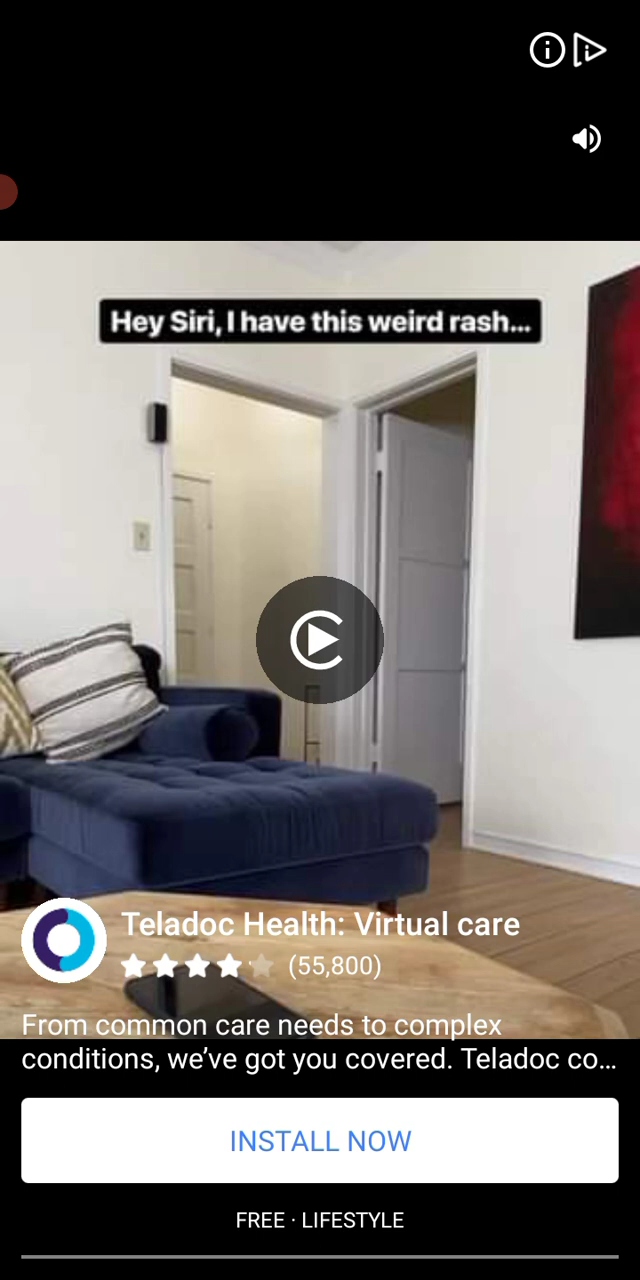 Hey Siri, I have this weird rash...
Teladoc Health: Virtual care
(55,800)
From common care needs to complex
conditions, we’ve got you covered. Teladoc co…
INSTALL NOW
FREE · LIFESTYLE